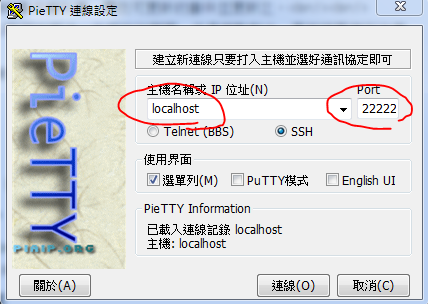 PieTTY 連線設定
PieTTY
PIAIP.ORG
建立新連線只要打入主機並選好通訊協定即可
主機名稱或 IP 位址(N)
Port
localhost
22222
Telnet (BBS)
SSH
使用界面
選單列(M)
PuTTY模式
English UI
PieTTY Information
已載入連線記錄 localhost
主機: localhost
關於(A)
連線(O)
取消(C)